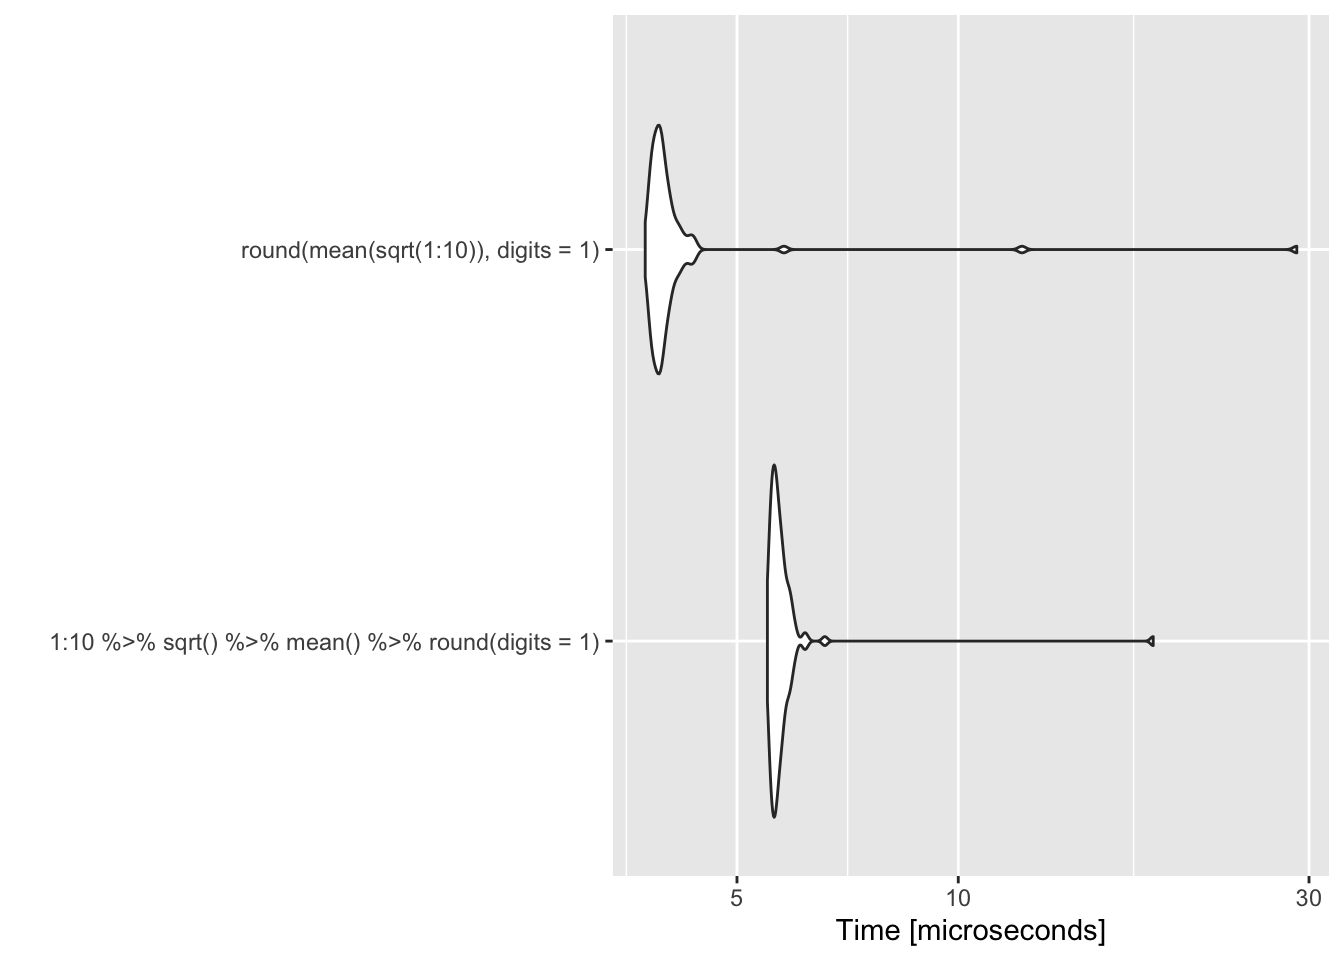 round(mean(sqrt(1:10)), digits = 1)
1:10 %>% sqrt() %>% mean() %>% round(digits = 1)
5 10 30
Time [microseconds]